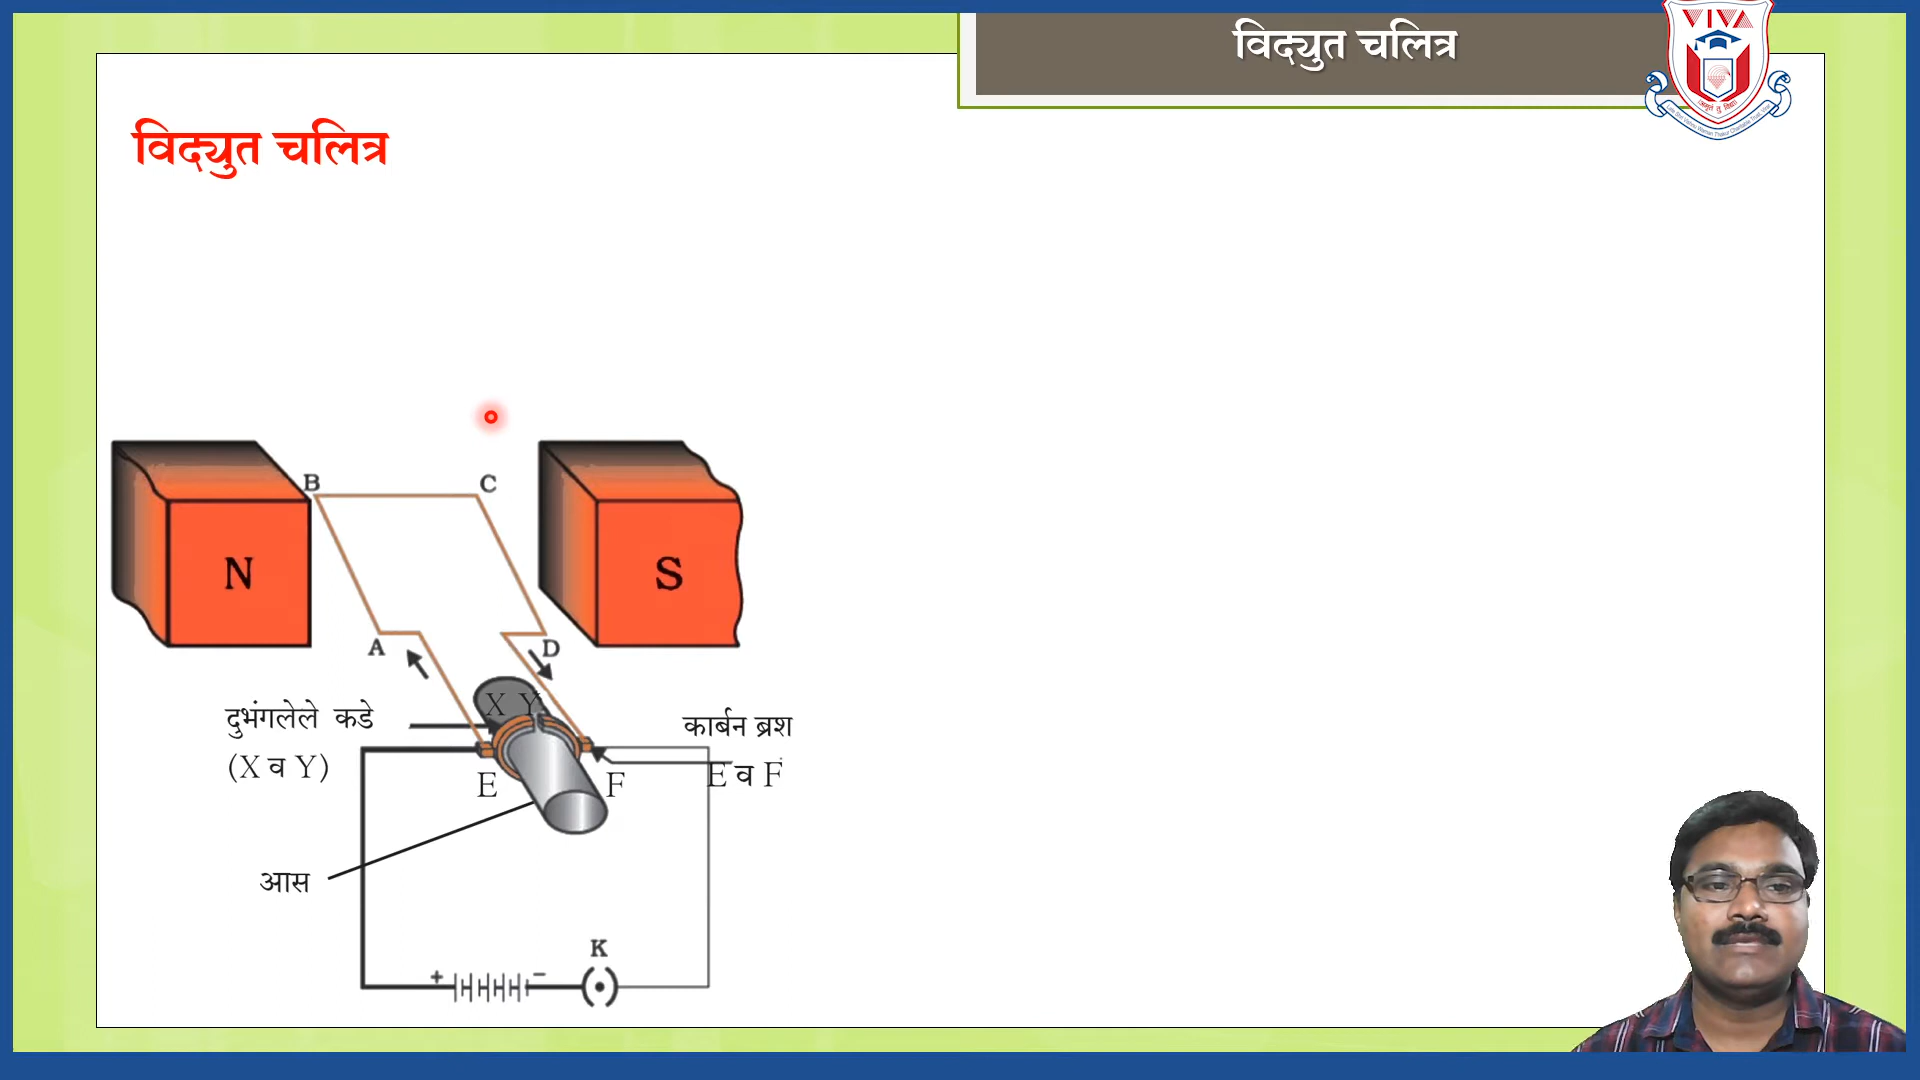 विद्युत चलित्र
VIVA
विद्युत चलित्र
B
C
N
S
A
D
X Y
दुभंगलेले कडे
(X व Y)
कार्बन ब्रश
E व F
E
F
आस
K
+
−